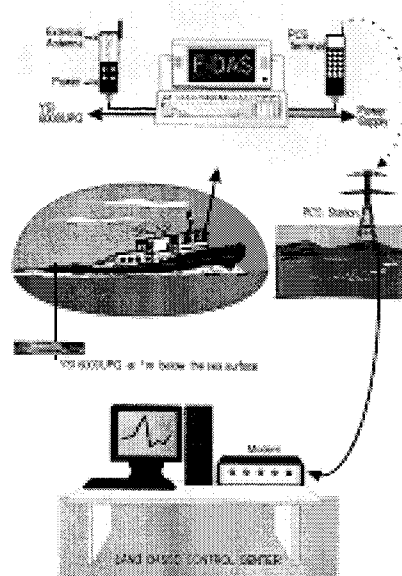 External
Antenna
PCS
Terminal
Power
YSI
6000UPG
Power
Supply
PCS Station
YSI 6000UPG at 1m below the sea surface
Modem
LAND BASED CONTROL CENTER